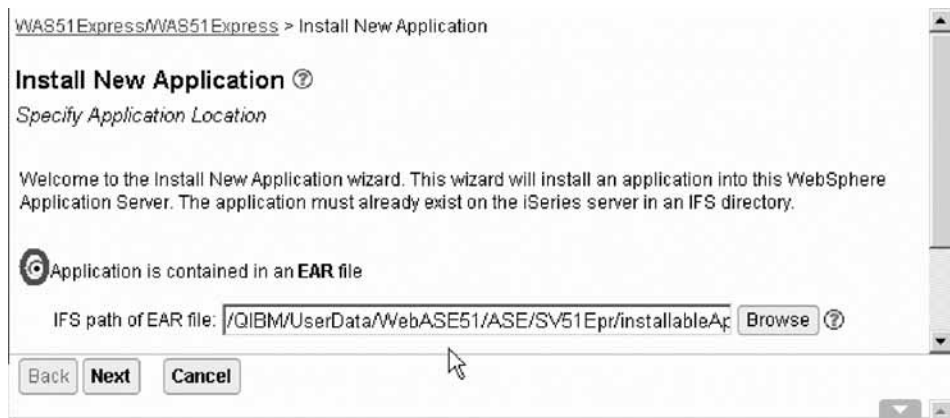 WAS51Express/WAS51Express > Install New Application
Install New Application ?
Specify Application Location
Welcome to the Install New Application wizard. This wizard will install an application into this WebSphere
Application Server. The application must already exist on the iSeries server in an IFS directory.
Application is contained in an EAR file
IFS path of EAR file: /QIBM/UserData/WebASE51/ASE/SV51Epr/installableAp Browse ?
Back Next Cancel